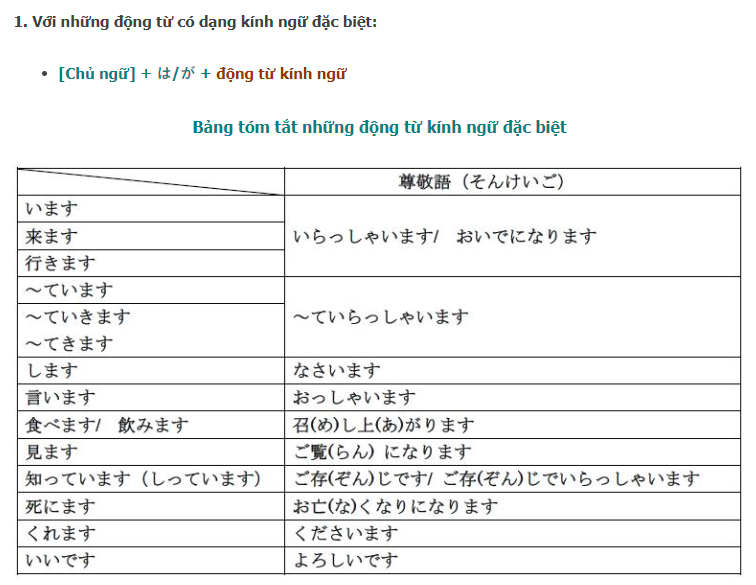 1. Với những động từ có dạng kính ngữ đặc biệt:
• [Chủ ngữ] + は/が + động từ kính ngữ
Bảng tóm tắt những động từ kính ngữ đặc biệt
尊敬語（そんけいご）
います
来ます
行きます
いらっしゃいます/ おいでになります
～ています
～ていきます
～てきます
～ていらっしゃいます
します なさいます
言います おっしゃいます
食べます/ 飲みます 召(め)し上(あ)がります
見ます ご覧(らん) になります
知っています（しっています） ご存(ぞん)じです/ ご存(ぞん)じでいらっしゃいます
死にます お亡(な)くなりになります
くれます くださいます
いいです よろしいです